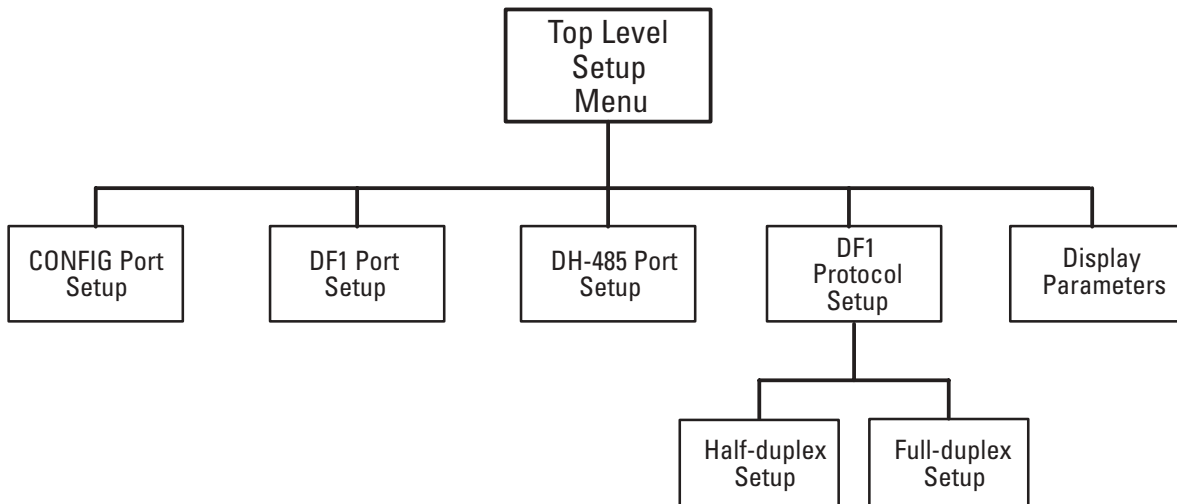 Top Level
Setup
Menu
CONFIG Port
Setup
DF1 Port
Setup
DH-485 Port
Setup
DF1
Protocol
Setup
Display
Parameters
Half-duplex
Setup
Full-duplex
Setup